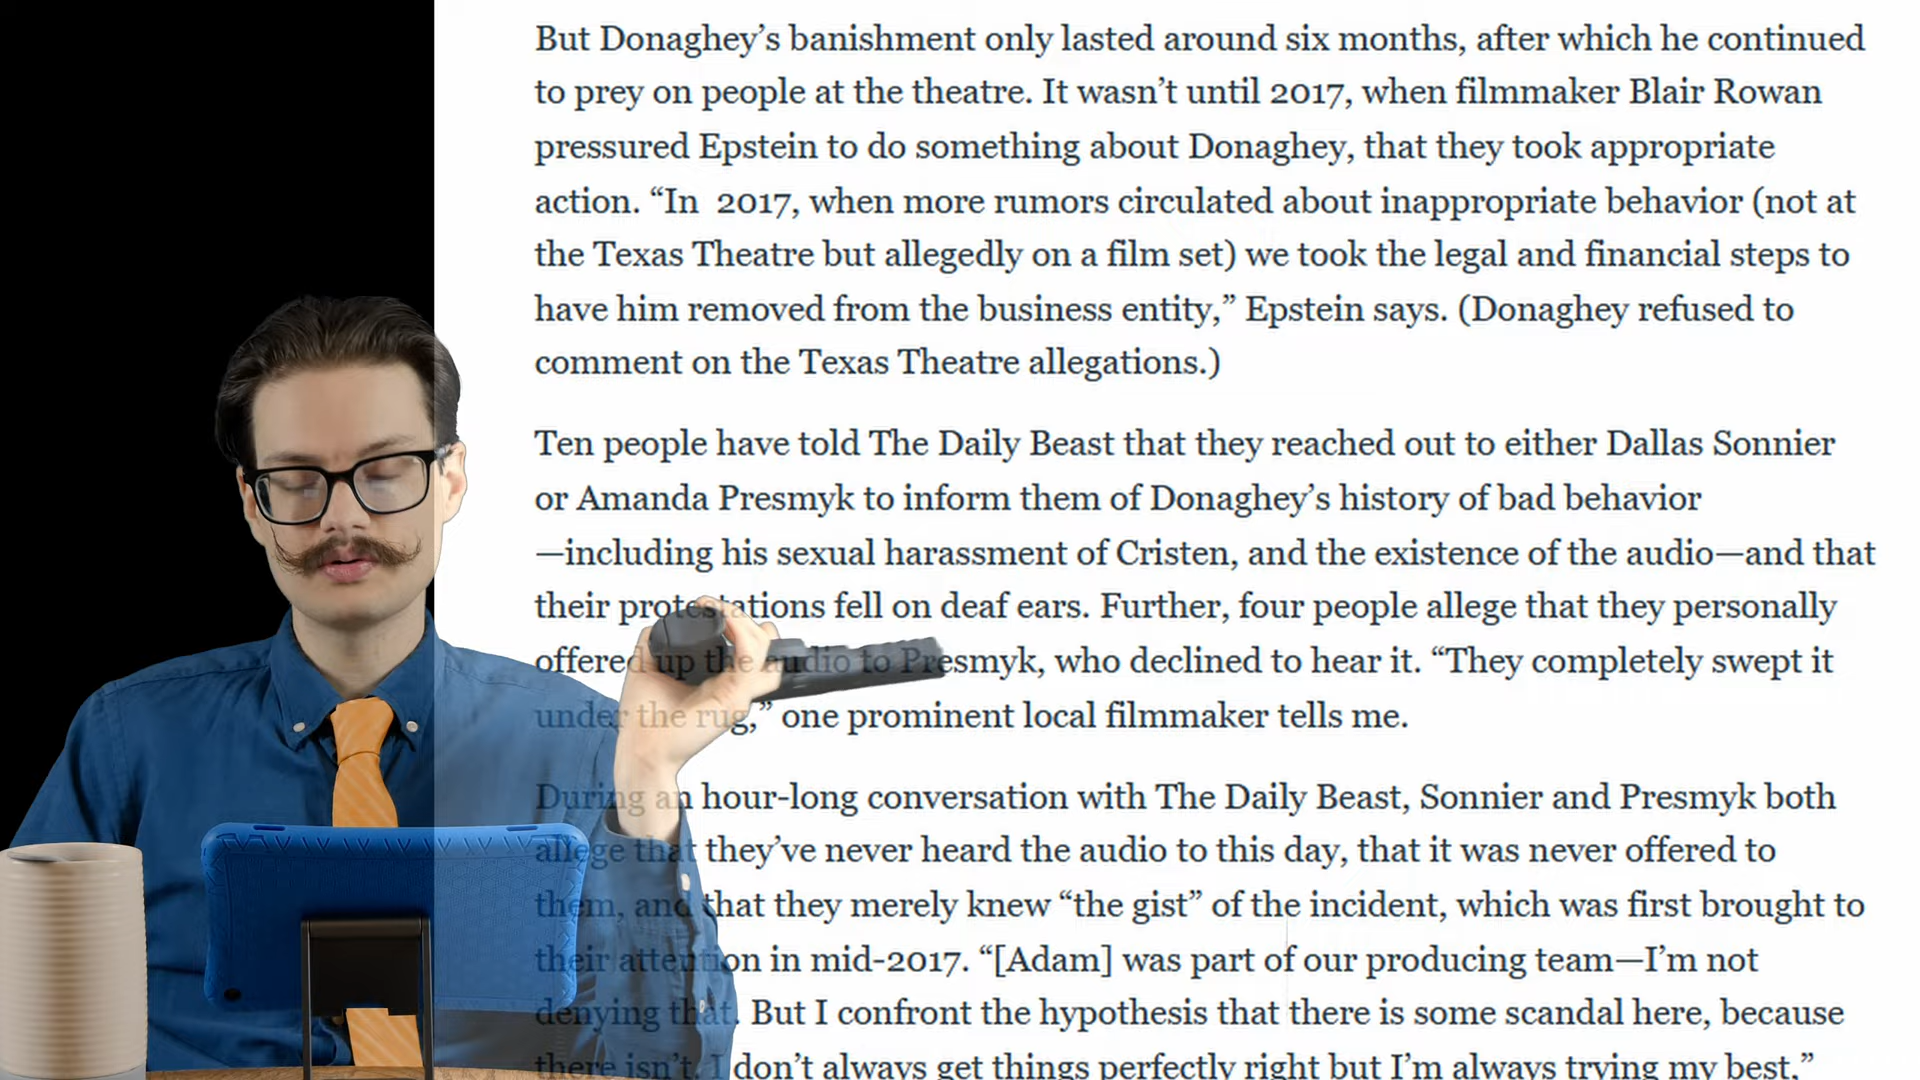 But Donaghey’s banishment only lasted around six months, after which he continued
to prey on people at the theatre. It wasn’t until 2017, when filmmaker Blair Rowan
pressured Epstein to do something about Donaghey, that they took appropriate
action. “In  2017, when more rumors circulated about inappropriate behavior (not at
the Texas Theatre but allegedly on a film set) we took the legal and financial steps to
have him removed from the business entity,” Epstein says. (Donaghey refused to
comment on the Texas Theatre allegations.)
Ten people have told The Daily Beast that they reached out to either Dallas Sonnier
or Amanda Presmyk to inform them of Donaghey’s history of bad behavior
—including his sexual harassment of Cristen, and the existence of the audio—and that
their protestations fell on deaf ears. Further, four people allege that they personally
offered up the audio to Presmyk, who declined to hear it. “They completely swept it
under the rug,” one prominent local filmmaker tells me.
During an hour-long conversation with The Daily Beast, Sonnier and Presmyk both
allege that they’ve never heard the audio to this day, that it was never offered to
them, and that they merely knew “the gist” of the incident, which was first brought to
their attention in mid-2017. “[Adam] was part of our producing team—I’m not
denying that. But I confront the hypothesis that there is some scandal here, because
there isn’t. I don’t always get things perfectly right but I’m always trying my best,”